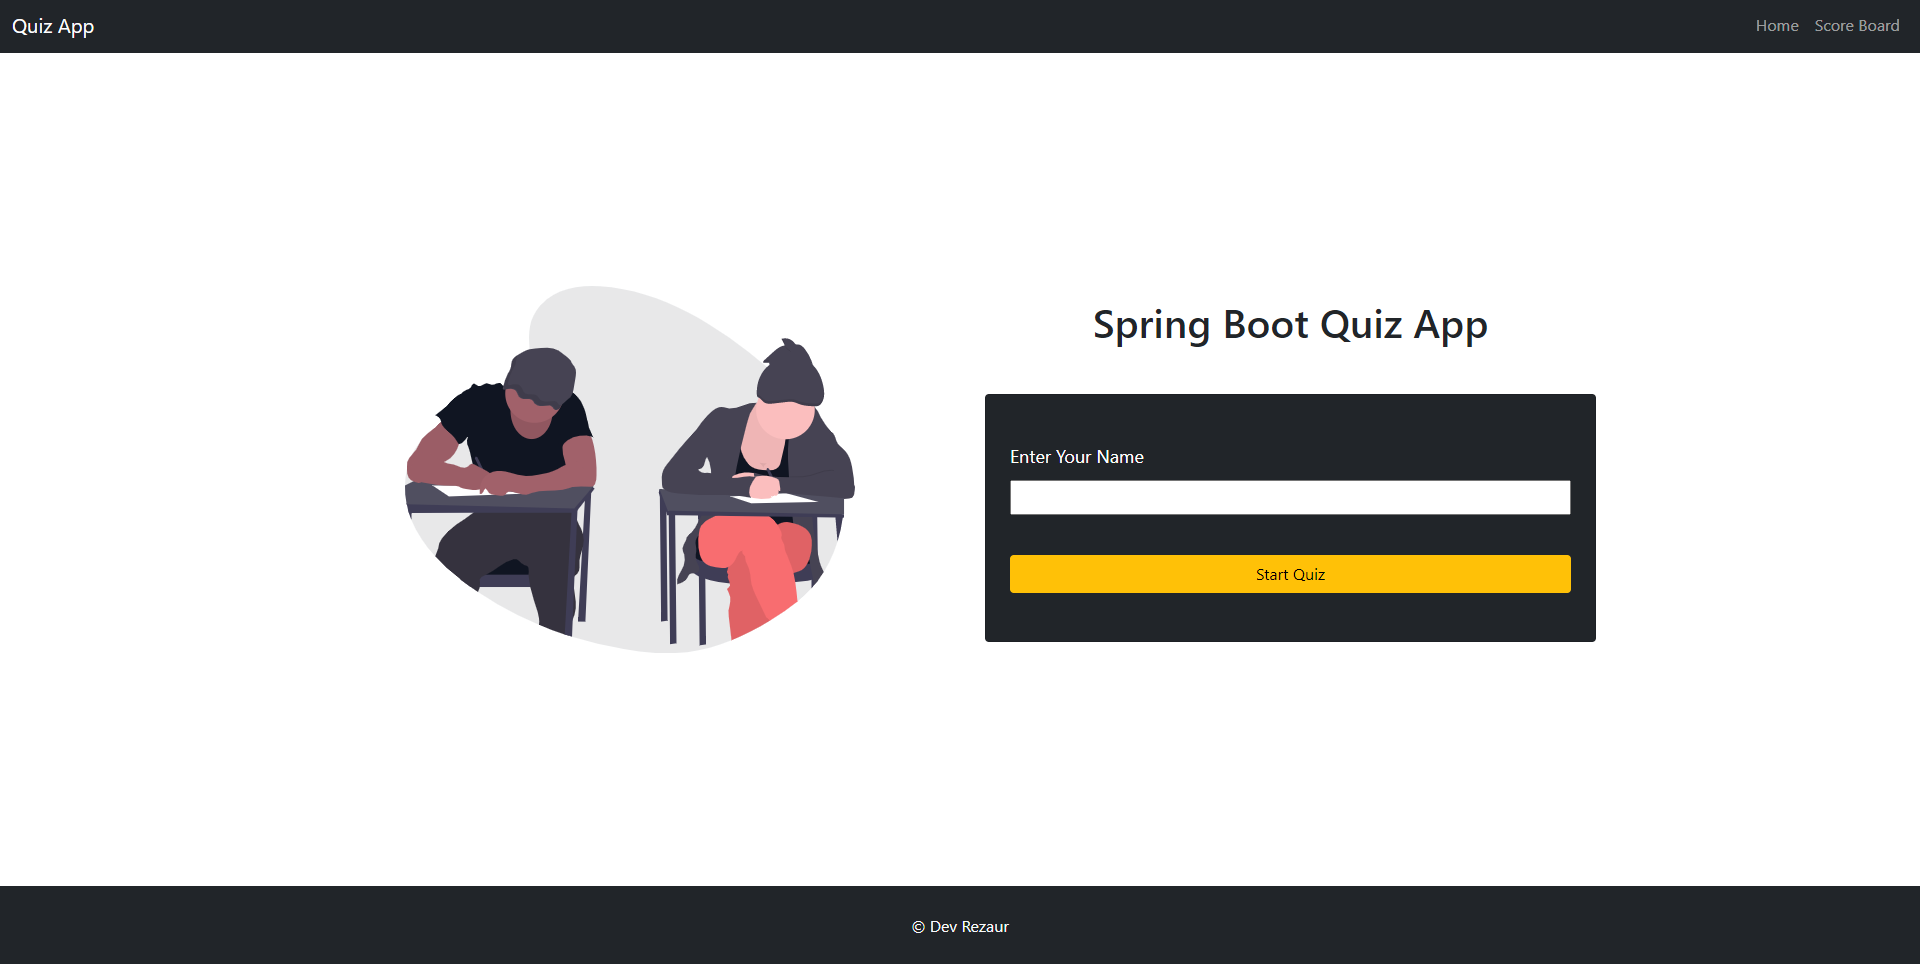 Quiz App
Home
Score Board
Spring Boot Quiz App
Enter Your Name
Start Quiz
© Dev Rezaur